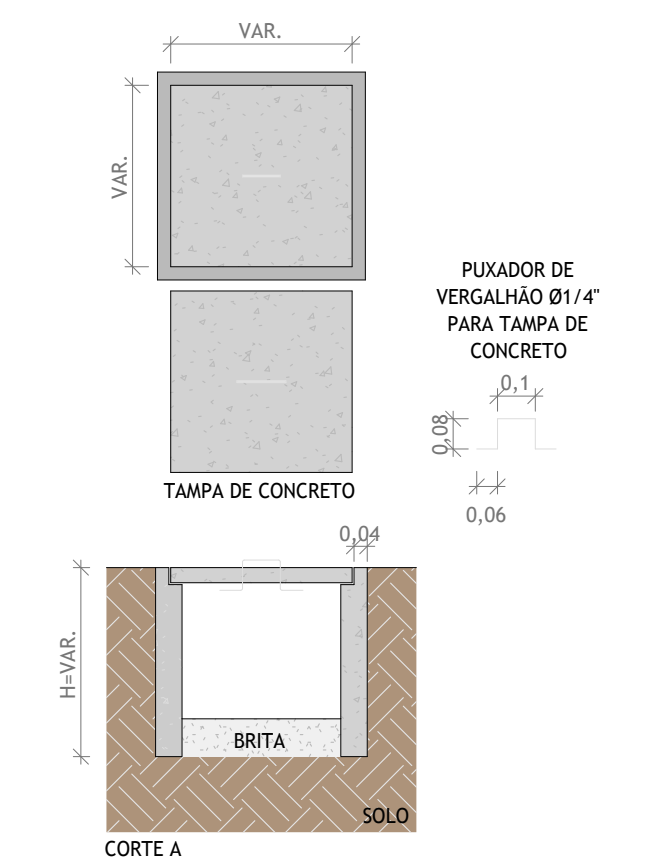 VAR.
VAR.
PUXADOR DE
VERGALHÃO Ø1/4"
PARA TAMPA DE
CONCRETO
0,1
0,08
0,06
TAMPA DE CONCRETO
0,04
H=VAR.
BRITA
SOLO
CORTE A